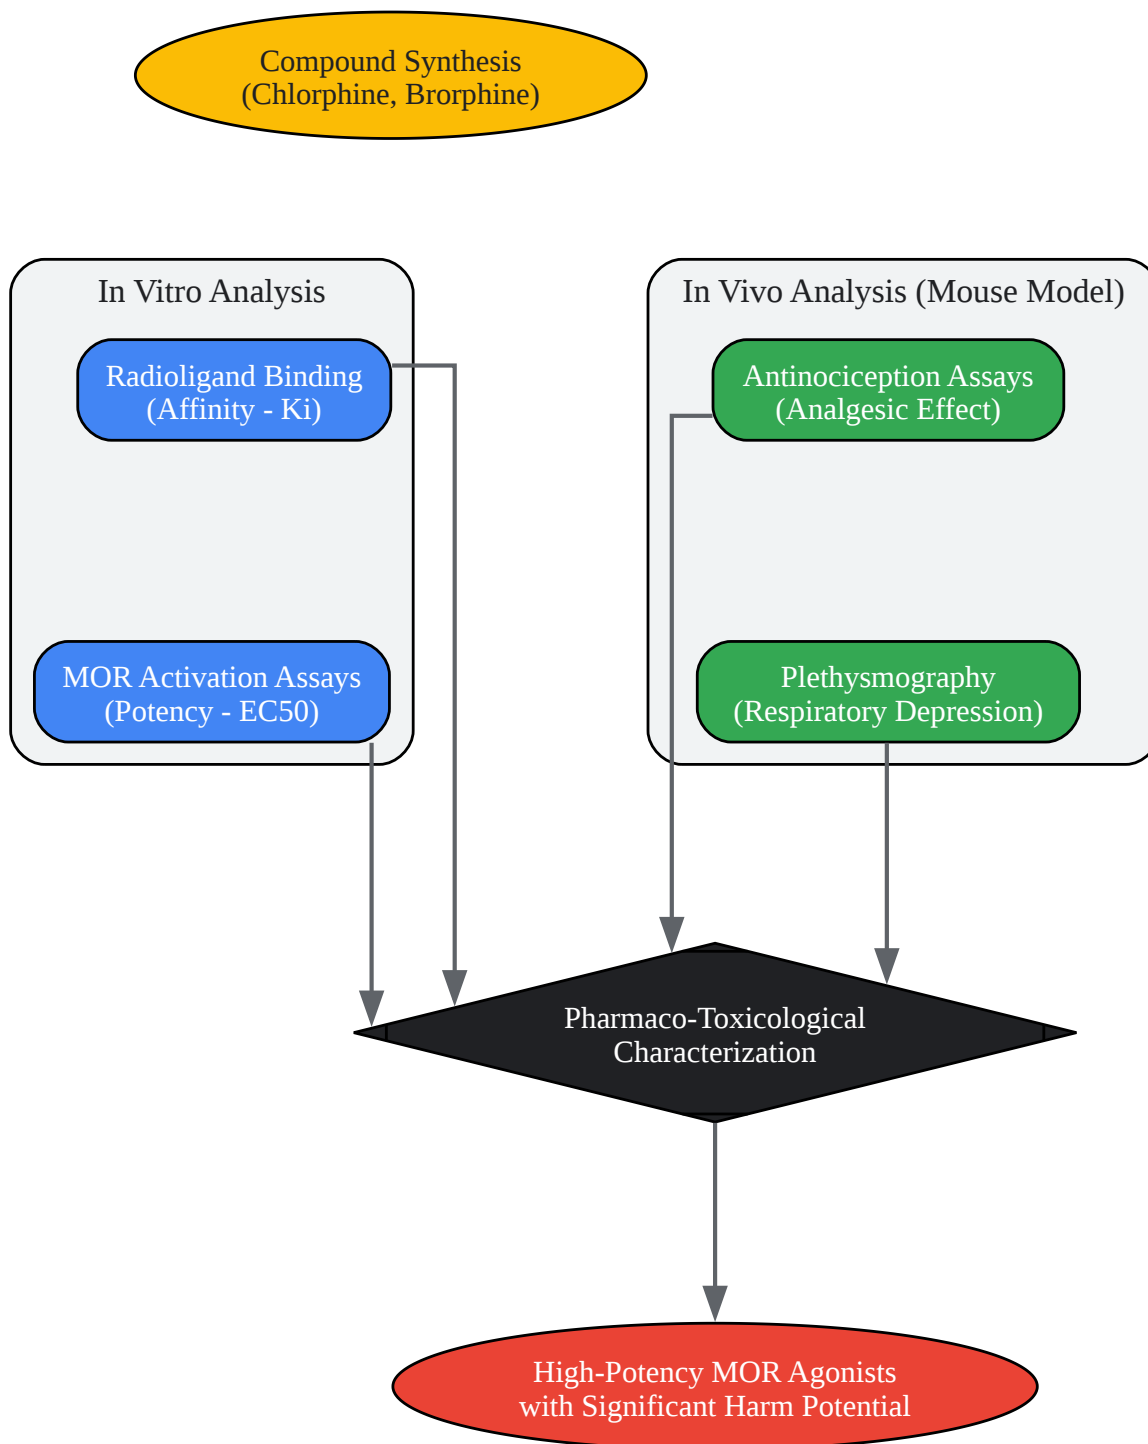 Compound Synthesis
(Chlorphine, Brorphine)
In Vitro Analysis
Radioligand Binding
(Affinity - Ki)
MOR Activation Assays
(Potency - EC50)
In Vivo Analysis (Mouse Model)
Antinociception Assays
(Analgesic Effect)
Plethysmography
(Respiratory Depression)
Pharmaco-Toxicological
Characterization
High-Potency MOR Agonists
with Significant Harm Potential